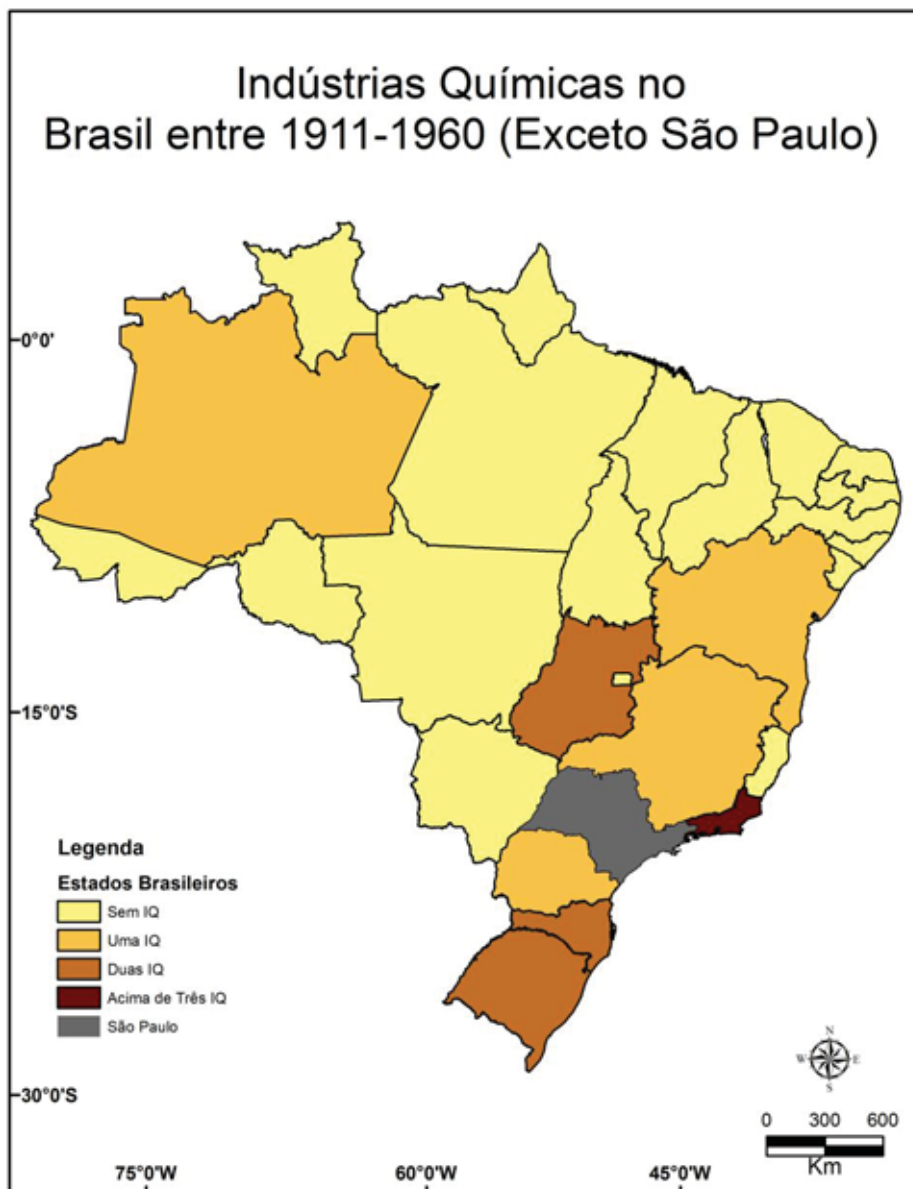 Indústrias Químicas no
Brasil entre 1911-1960 (Exceto São Paulo)
0°0'
15°0'S
30°0'S
Legenda
Estados Brasileiros
Sem IQ
Uma IQ
Duas IQ
Acima de Três IQ
São Paulo
N
W E
S
0 300 600
Km
75°0'W 60°0'W 45°0'W